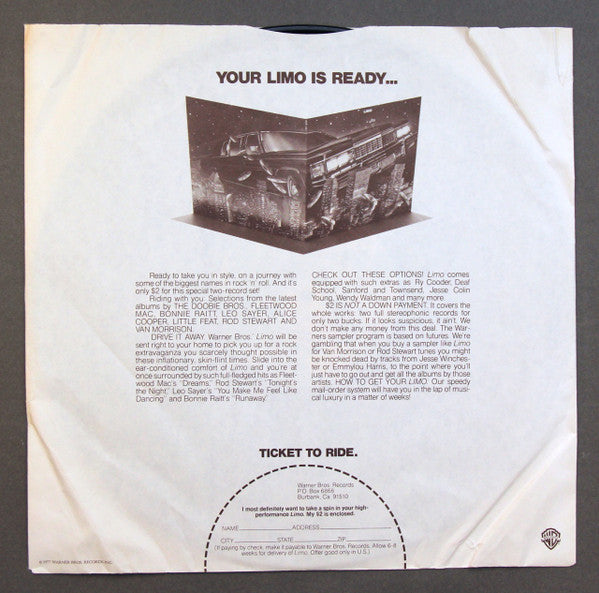 YOUR LIMO IS READY...
Ready to take you in style, on a journey with
some of the biggest names in rock 'n' roll. And it's
only $2 for this special two-record set!
Riding with you: Selections from the latest
albums by THE DOOBIE BROS., FLEETWOOD
MAC, BONNIE RAITT, LEO SAYER, ALICE
COOPER, LITTLE FEAT, ROD STEWART AND
VAN MORRISON.
DRIVE IT AWAY. Warner Bros.' Limo will be
sent right to your home to pick you up for a rock
extravaganza you scarcely thought possible in
these inflationary, skin-flint times. Slide into the
ear-conditioned comfort of Limo and you're at
once surrounded by such full-fledged hits as Fleet-
wood Mac's "Dreams," Rod Stewart's "Tonight's
the Night," Leo Sayer's "You Make Me Feel Like
Dancing" and Bonnie Raitt's "Runaway."
CHECK OUT THESE OPTIONS! Limo comes
equipped with such extras as Ry Cooder, Deaf
School, Sanford and Townsend, Jesse Colin
Young, Wendy Waldman and many more.
$2 IS NOT A DOWN PAYMENT. It covers the
whole works: two full stereophonic records for
only two bucks. If it looks suspicious, it ain't. We
don't make any money from this deal. The War-
ners sampler program is based on futures. We're
gambling that when you buy a sampler like Limo
for Van Morrison or Rod Stewart tunes you might
be knocked dead by tracks from Jesse Winches-
ter or Emmylou Harris, to the point where you'll
just have to go out and get all the albums by those
artists. HOW TO GET YOUR LIMO. Our speedy
mail-order system will have you in the lap of musi-
cal luxury in a matter of weeks!
TICKET TO RIDE.
Warner Bros. Records
P.O. Box 6868
Burbank, Ca. 91510
I most definitely want to take a spin in your high-
performance Limo. My $2 is enclosed.
NAME ADDRESS
CITY STATE ZIP
(If paying by check, make it payable to Warner Bros. Records. Allow 6-8
weeks for delivery of Limo. Offer good only in U.S.)
©1977 WARNER BROS. RECORDS INC.